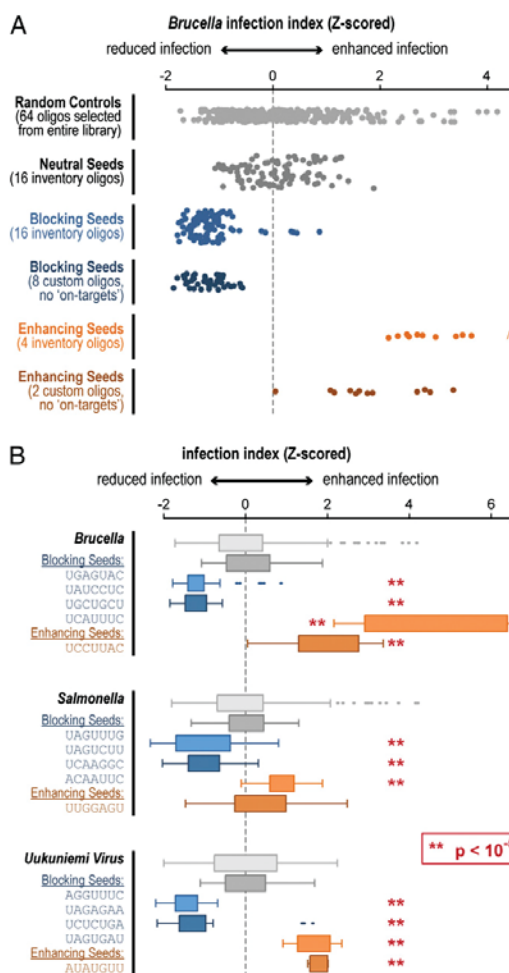 A
Brucella infection index (Z-scored)
reduced infection enhanced infection
-2 0 2 4
Random Controls
(64 oligos selected
from entire library)
Neutral Seeds
(16 inventory oligos)
Blocking Seeds
(16 inventory oligos)
Blocking Seeds
(8 custom oligos,
no 'on-targets')
Enhancing Seeds
(4 inventory oligos)
Enhancing Seeds
(2 custom oligos,
no 'on-targets')
B
infection index (Z-scored)
reduced infection enhanced infection
-2 0 2 4 6
Brucella
Blocking Seeds:
UGAGUAC
UAUCCUC
**
UGCUGCU
**
UCAUUUC
**
Enhancing Seeds:
UCCUUAC
**
Salmonella
Blocking Seeds:
UAGUUUG
UAGUCUU
**
UCAAGGC
**
ACAAUUC
**
Enhancing Seeds:
UUGGAGU
** p < 10
Uukuniemi Virus
Blocking Seeds:
AGGUUUC
UAGAGAA
**
UCUCUGA
**
UAGUGAU
**
Enhancing Seeds:
AUAUGUU
**